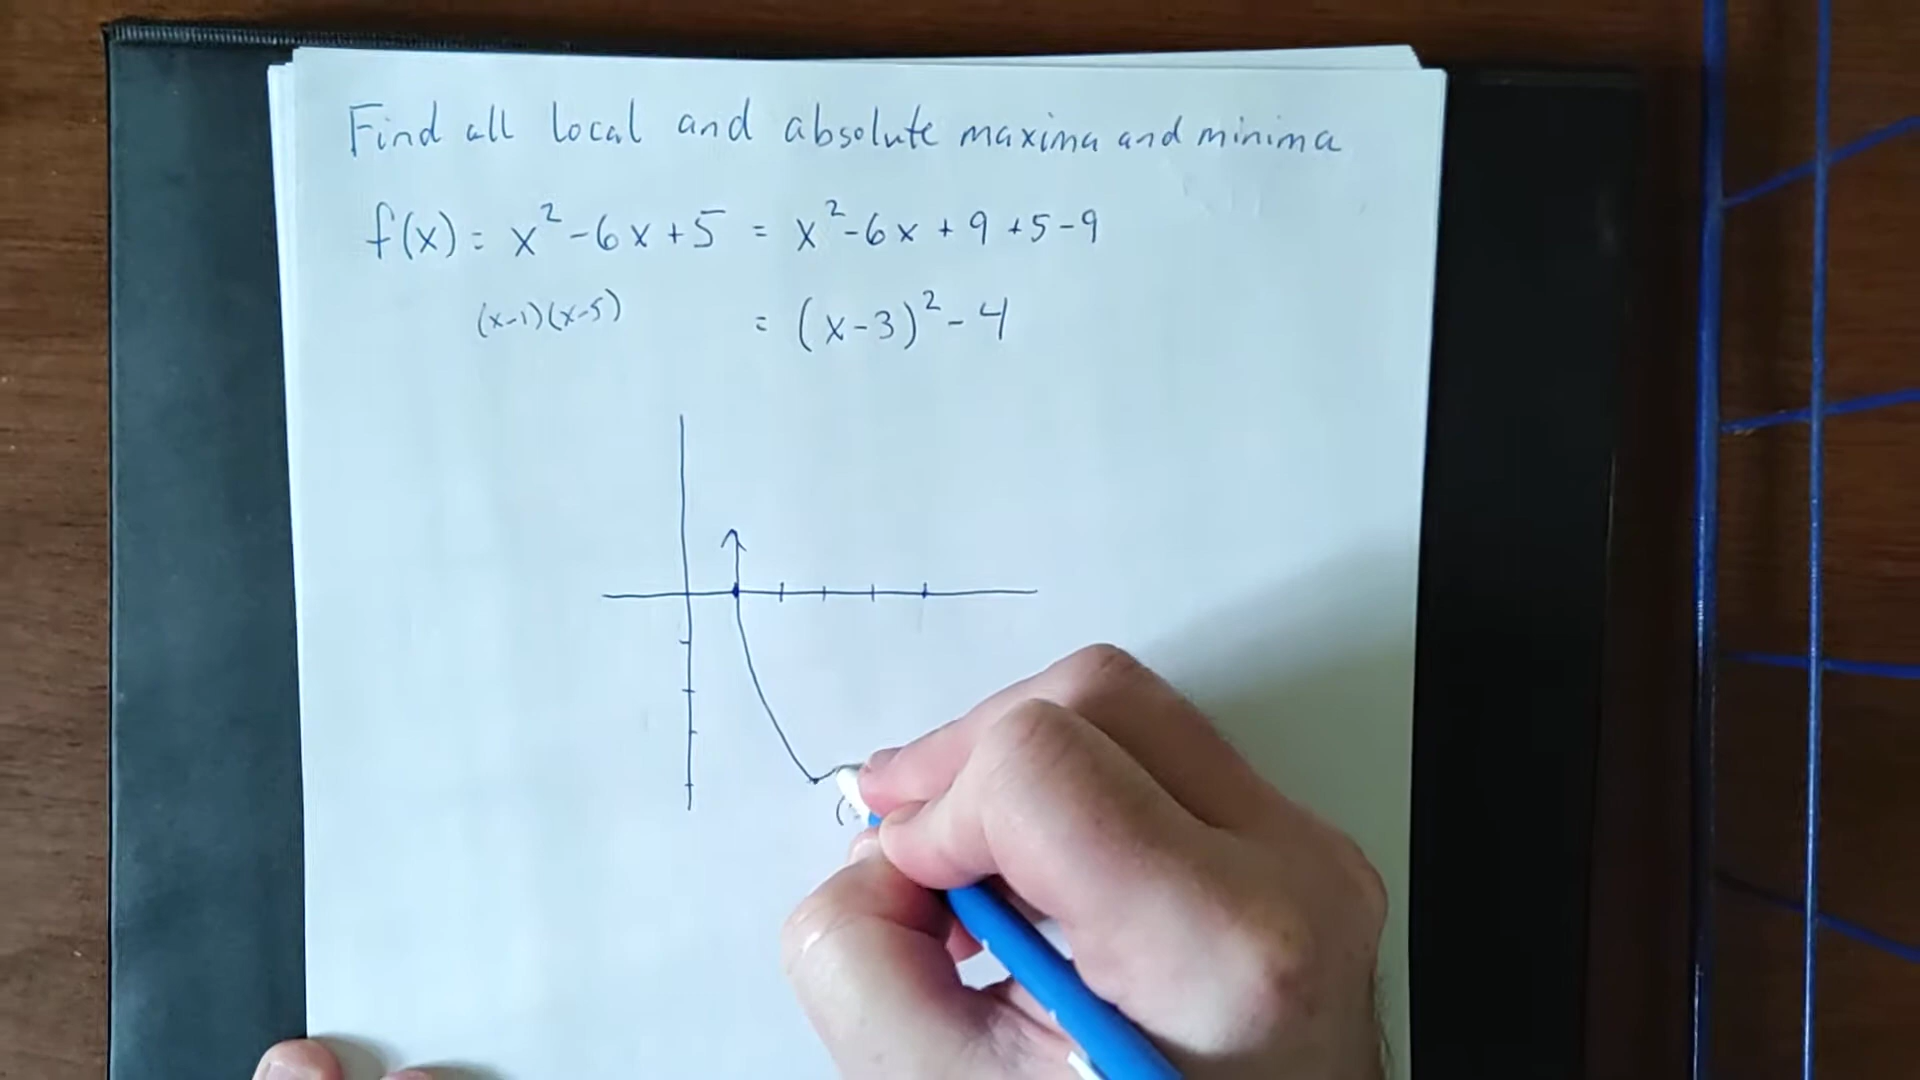 Find all local and absolute maxima and minima
f(x) = x² - 6x + 5 = x² - 6x + 9 + 5 - 9
(x-1)(x-5) = (x-3)² - 4
(